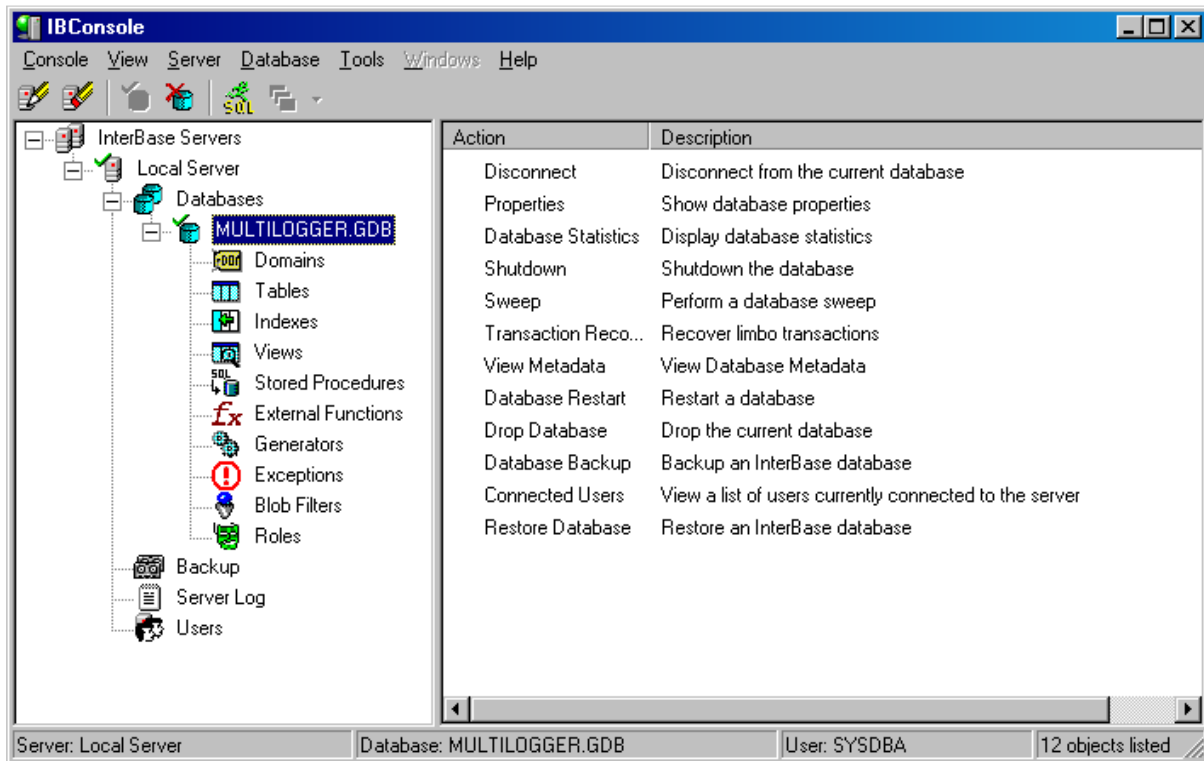 IBConsole
Console View Server Database Tools Windows Help
SQL
InterBase Servers
Local Server
Databases
MULTILOGGER.GDB
Domains
Tables
Indexes
Views
SQL
Stored Procedures
fx
External Functions
Generators
Exceptions
Blob Filters
Roles
Backup
Server Log
Users
Action Description
Disconnect Disconnect from the current database
Properties Show database properties
Database Statistics Display database statistics
Shutdown Shutdown the database
Sweep Perform a database sweep
Transaction Reco... Recover limbo transactions
View Metadata View Database Metadata
Database Restart Restart a database
Drop Database Drop the current database
Database Backup Backup an InterBase database
Connected Users View a list of users currently connected to the server
Restore Database Restore an InterBase database
Server: Local Server Database: MULTILOGGER.GDB User: SYSDBA 12 objects listed